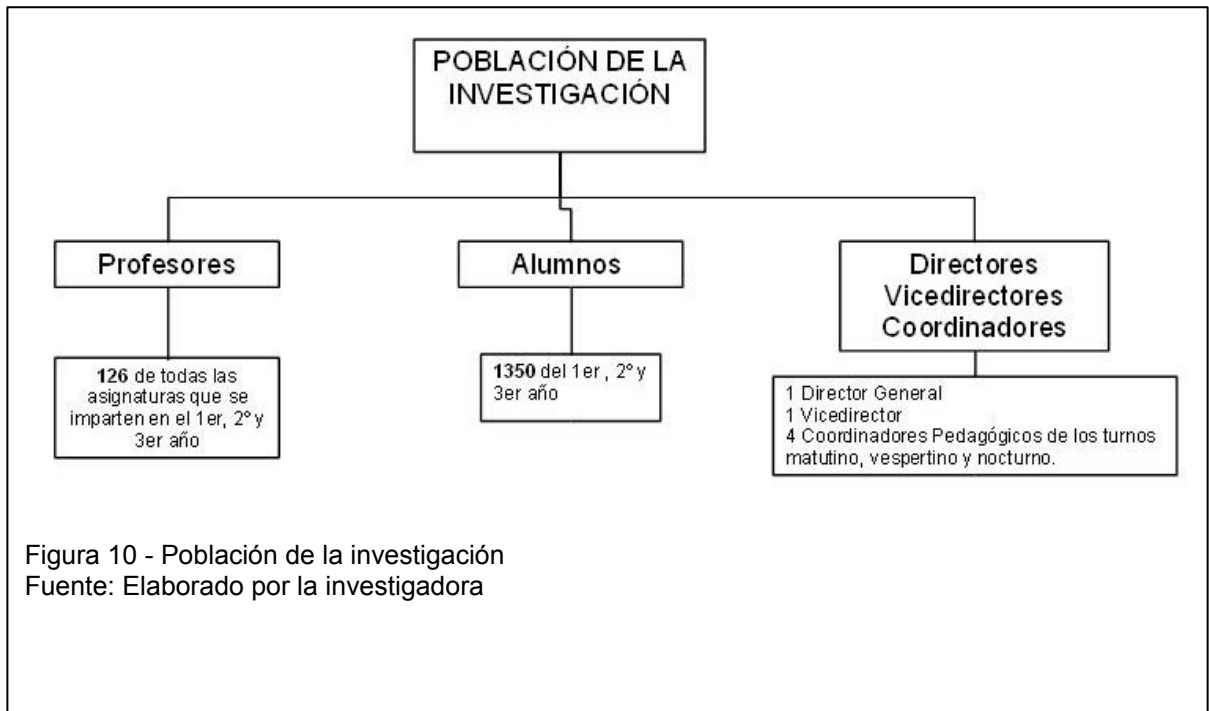 POBLACIÓN DE LA
INVESTIGACIÓN
Profesores
Alumnos
Directores
Vicedirectores
Coordinadores
126 de todas las
asignaturas que se
imparten en el 1er, 2º y
3er año
1350 del 1er , 2º y
3er año
1 Director General
1 Vicedirector
4 Coordinadores Pedagógicos de los turnos
matutino, vespertino y nocturno.
Figura 10 - Población de la investigación
Fuente: Elaborado por la investigadora